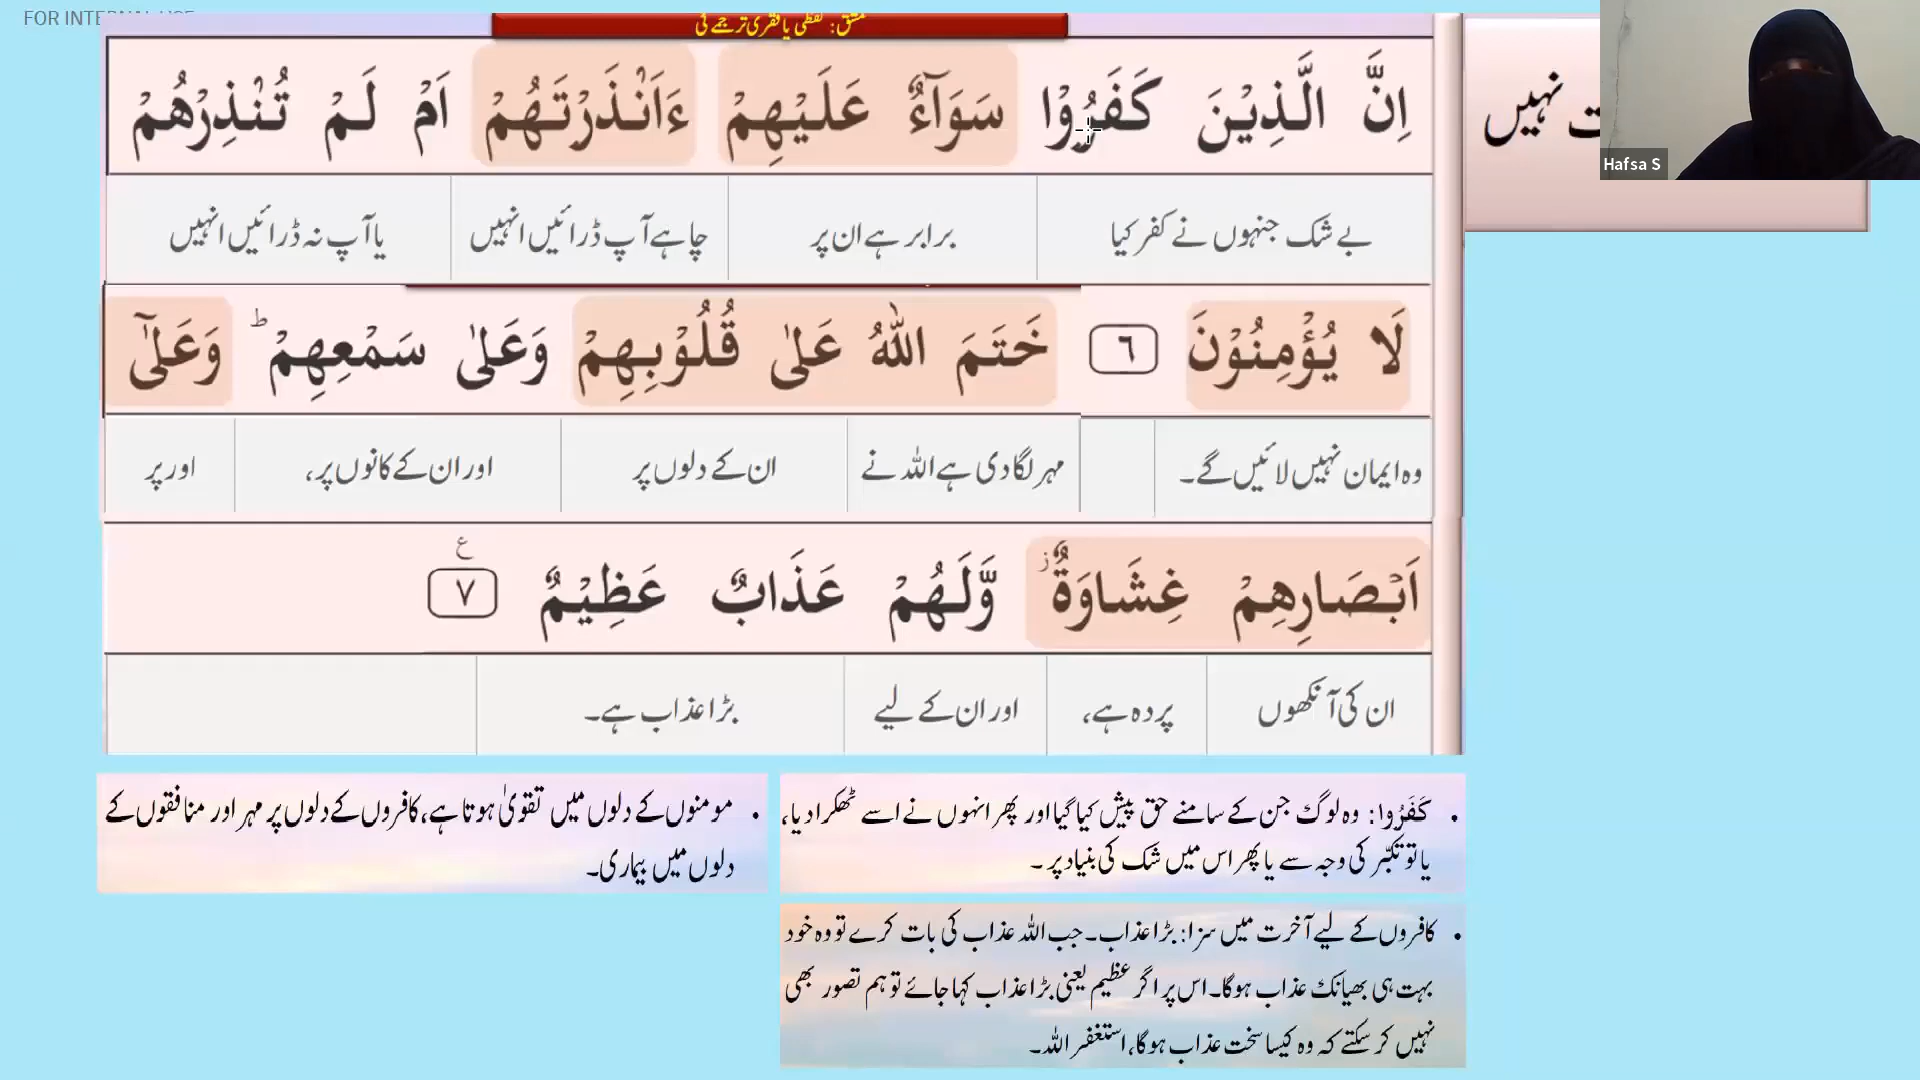 FOR INTERNAL USE
مشق: لفظی یا فقری ترجمے کی
ت نہیں
Hafsa S
اِنَّ الَّذِيْنَ كَفَرُوْا سَوَآءٌ عَلَيْهِمْ ءَاَنْذَرْتَهُمْ اَمْ لَمْ تُنْذِرْهُمْ
بے شک جنہوں نے کفر کیا برابر ہے ان پر چاہے آپ ڈرائیں انہیں یا آپ نہ ڈرائیں انہیں
لَا يُؤْمِنُوْنَ ٦ خَتَمَ اللّٰهُ عَلٰى قُلُوْبِهِمْ وَعَلٰى سَمْعِهِمْ ؕ وَعَلٰٓى
وہ ایمان نہیں لائیں گے۔ مہر لگا دی ہے اللہ نے ان کے دلوں پر اور ان کے کانوں پر، اور پر
اَبْصَارِهِمْ غِشَاوَةٌ ز وَّلَهُمْ عَذَابٌ عَظِيْمٌ ٧ ع
ان کی آنکھوں پردہ ہے، اور ان کے لیے بڑا عذاب ہے۔
• كَفَرُوا: وہ لوگ جن کے سامنے حق پیش کیا گیا اور پھر انہوں نے اسے ٹھکرا دیا،
یا تو تکبّر کی وجہ سے یا پھر اس میں شک کی بنیاد پر۔
• مومنوں کے دلوں میں تقویٰ ہوتا ہے، کافروں کے دلوں پر مہر اور منافقوں کے
دلوں میں بیماری۔
• کافروں کے لیے آخرت میں سزا: بڑا عذاب۔ جب اللہ عذاب کی بات کرے تو وہ خود
بہت ہی بھیانک عذاب ہوگا۔ اس پر اگر عظیم یعنی بڑا عذاب کہا جائے تو ہم تصور بھی
نہیں کر سکتے کہ وہ کیسا سخت عذاب ہوگا، استغفر اللہ۔